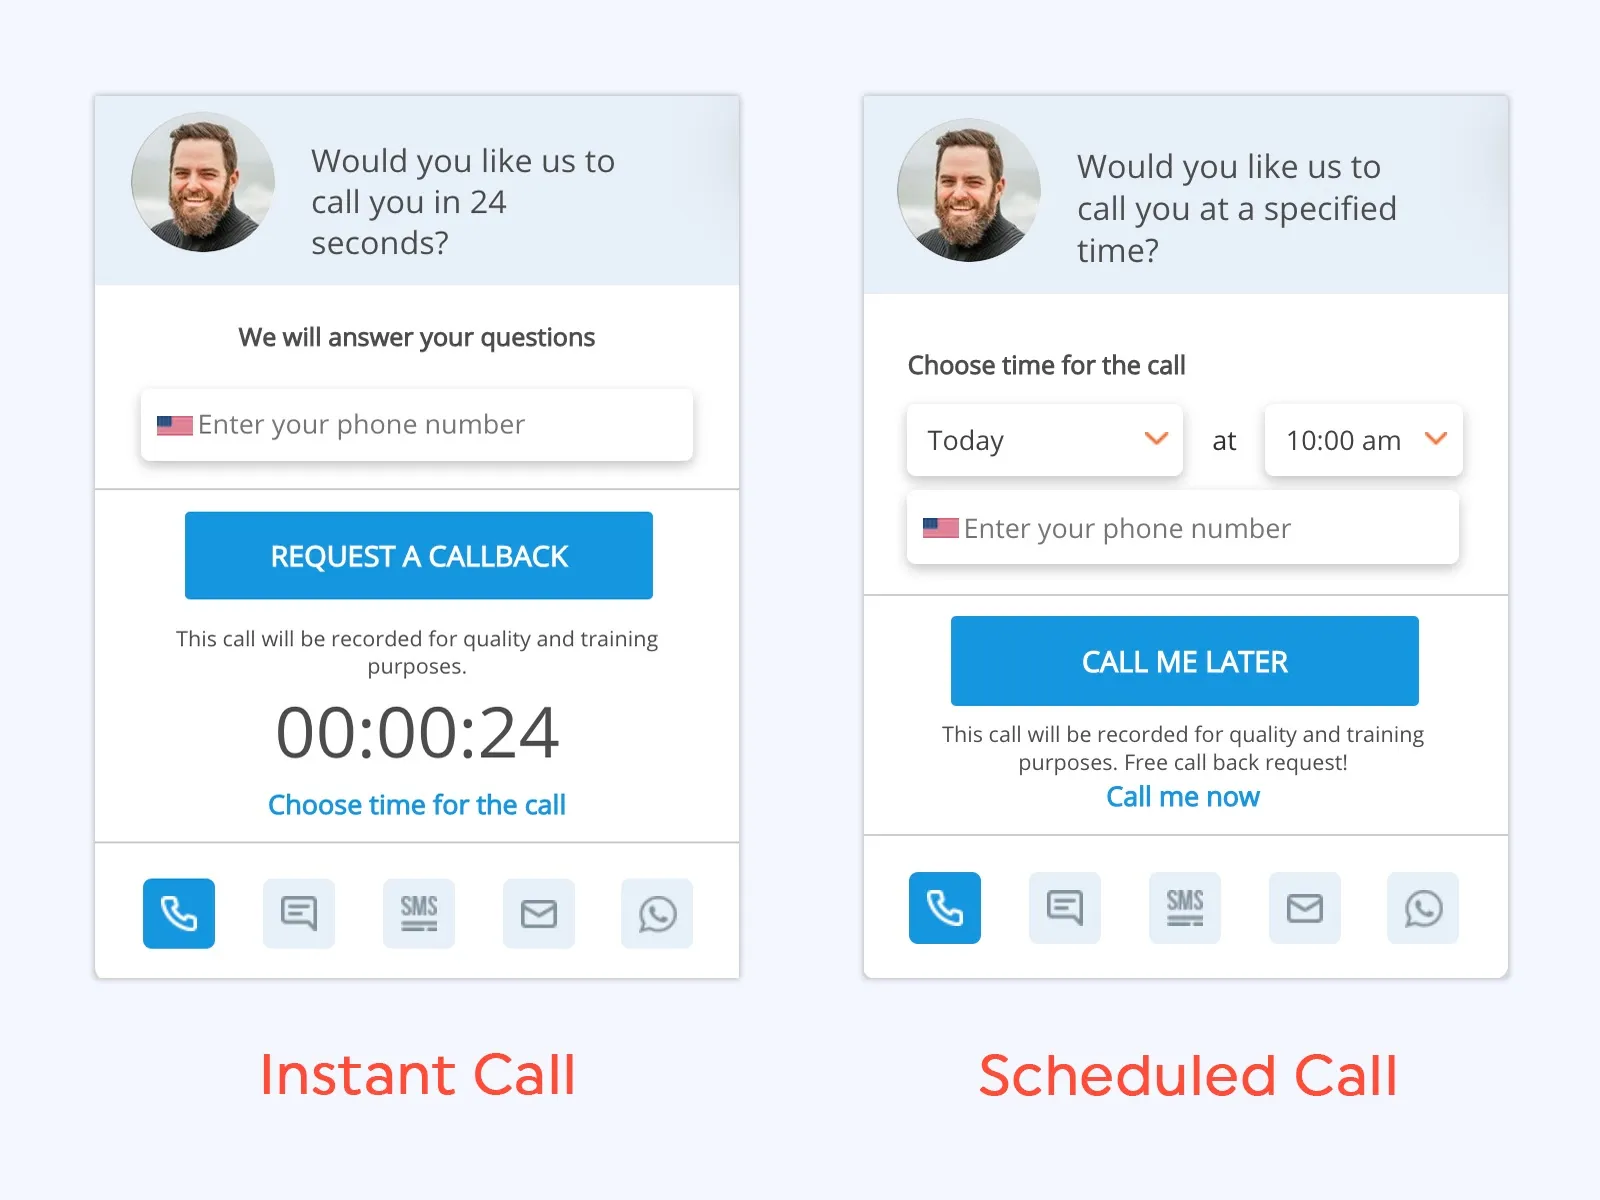 Would you like us to
call you in 24
seconds?
We will answer your questions
Enter your phone number
REQUEST A CALLBACK
This call will be recorded for quality and training
purposes.
00:00:24
Choose time for the call
SMS
Instant Call
Would you like us to
call you at a specified
time?
Choose time for the call
Today at 10:00 am
Enter your phone number
CALL ME LATER
This call will be recorded for quality and training
purposes. Free call back request!
Call me now
SMS
Scheduled Call